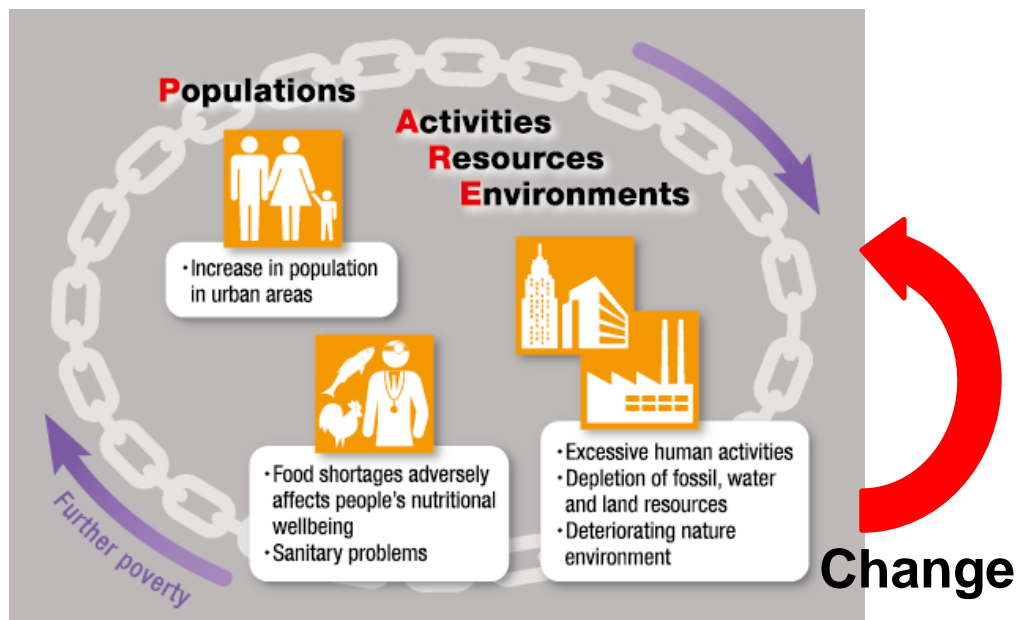 Populations
Activities
Resources
Environments
・Increase in population
in urban areas
・Food shortages adversely
affects people's nutritional
wellbeing
・Sanitary problems
・Excessive human activities
・Depletion of fossil, water
and land resources
・Deteriorating nature
environment
Further poverty
Change